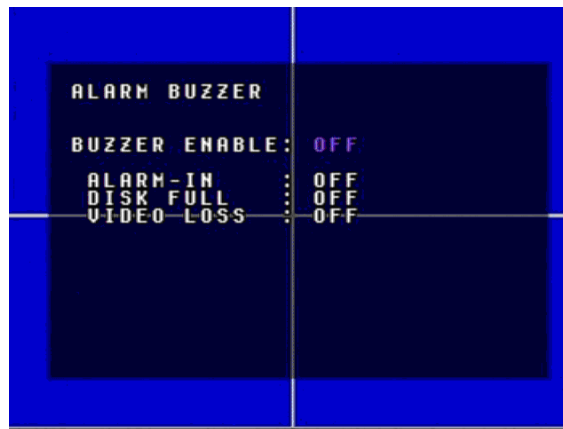 ALARM BUZZER
BUZZER ENABLE: OFF
ALARM-IN : OFF
DISK FULL : OFF
VIDEO LOSS : OFF